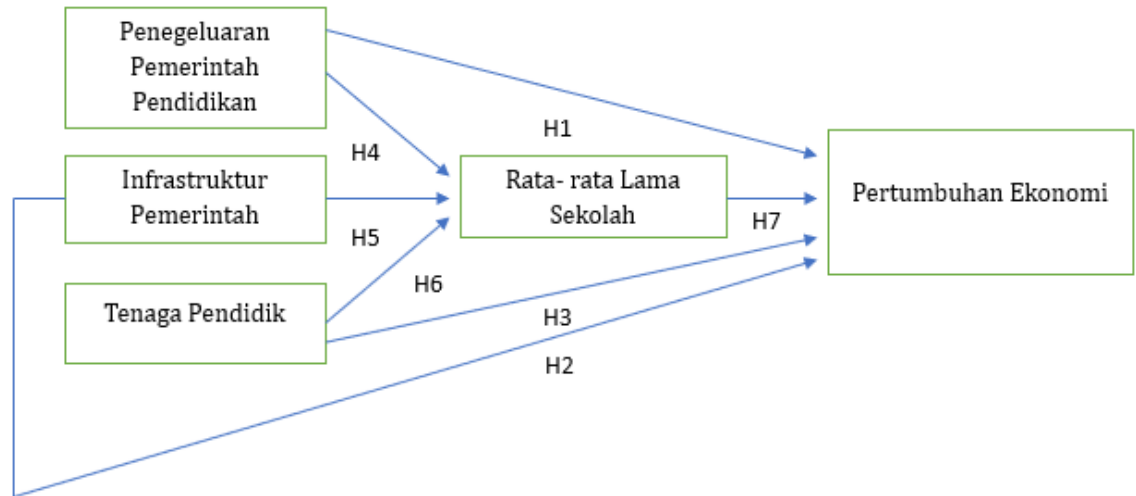 Penegeluaran
Pemerintah
Pendidikan
H1
H4
Infrastruktur
Pemerintah
Rata- rata Lama
Sekolah
Pertumbuhan Ekonomi
H5
H7
H6
Tenaga Pendidik
H3
H2